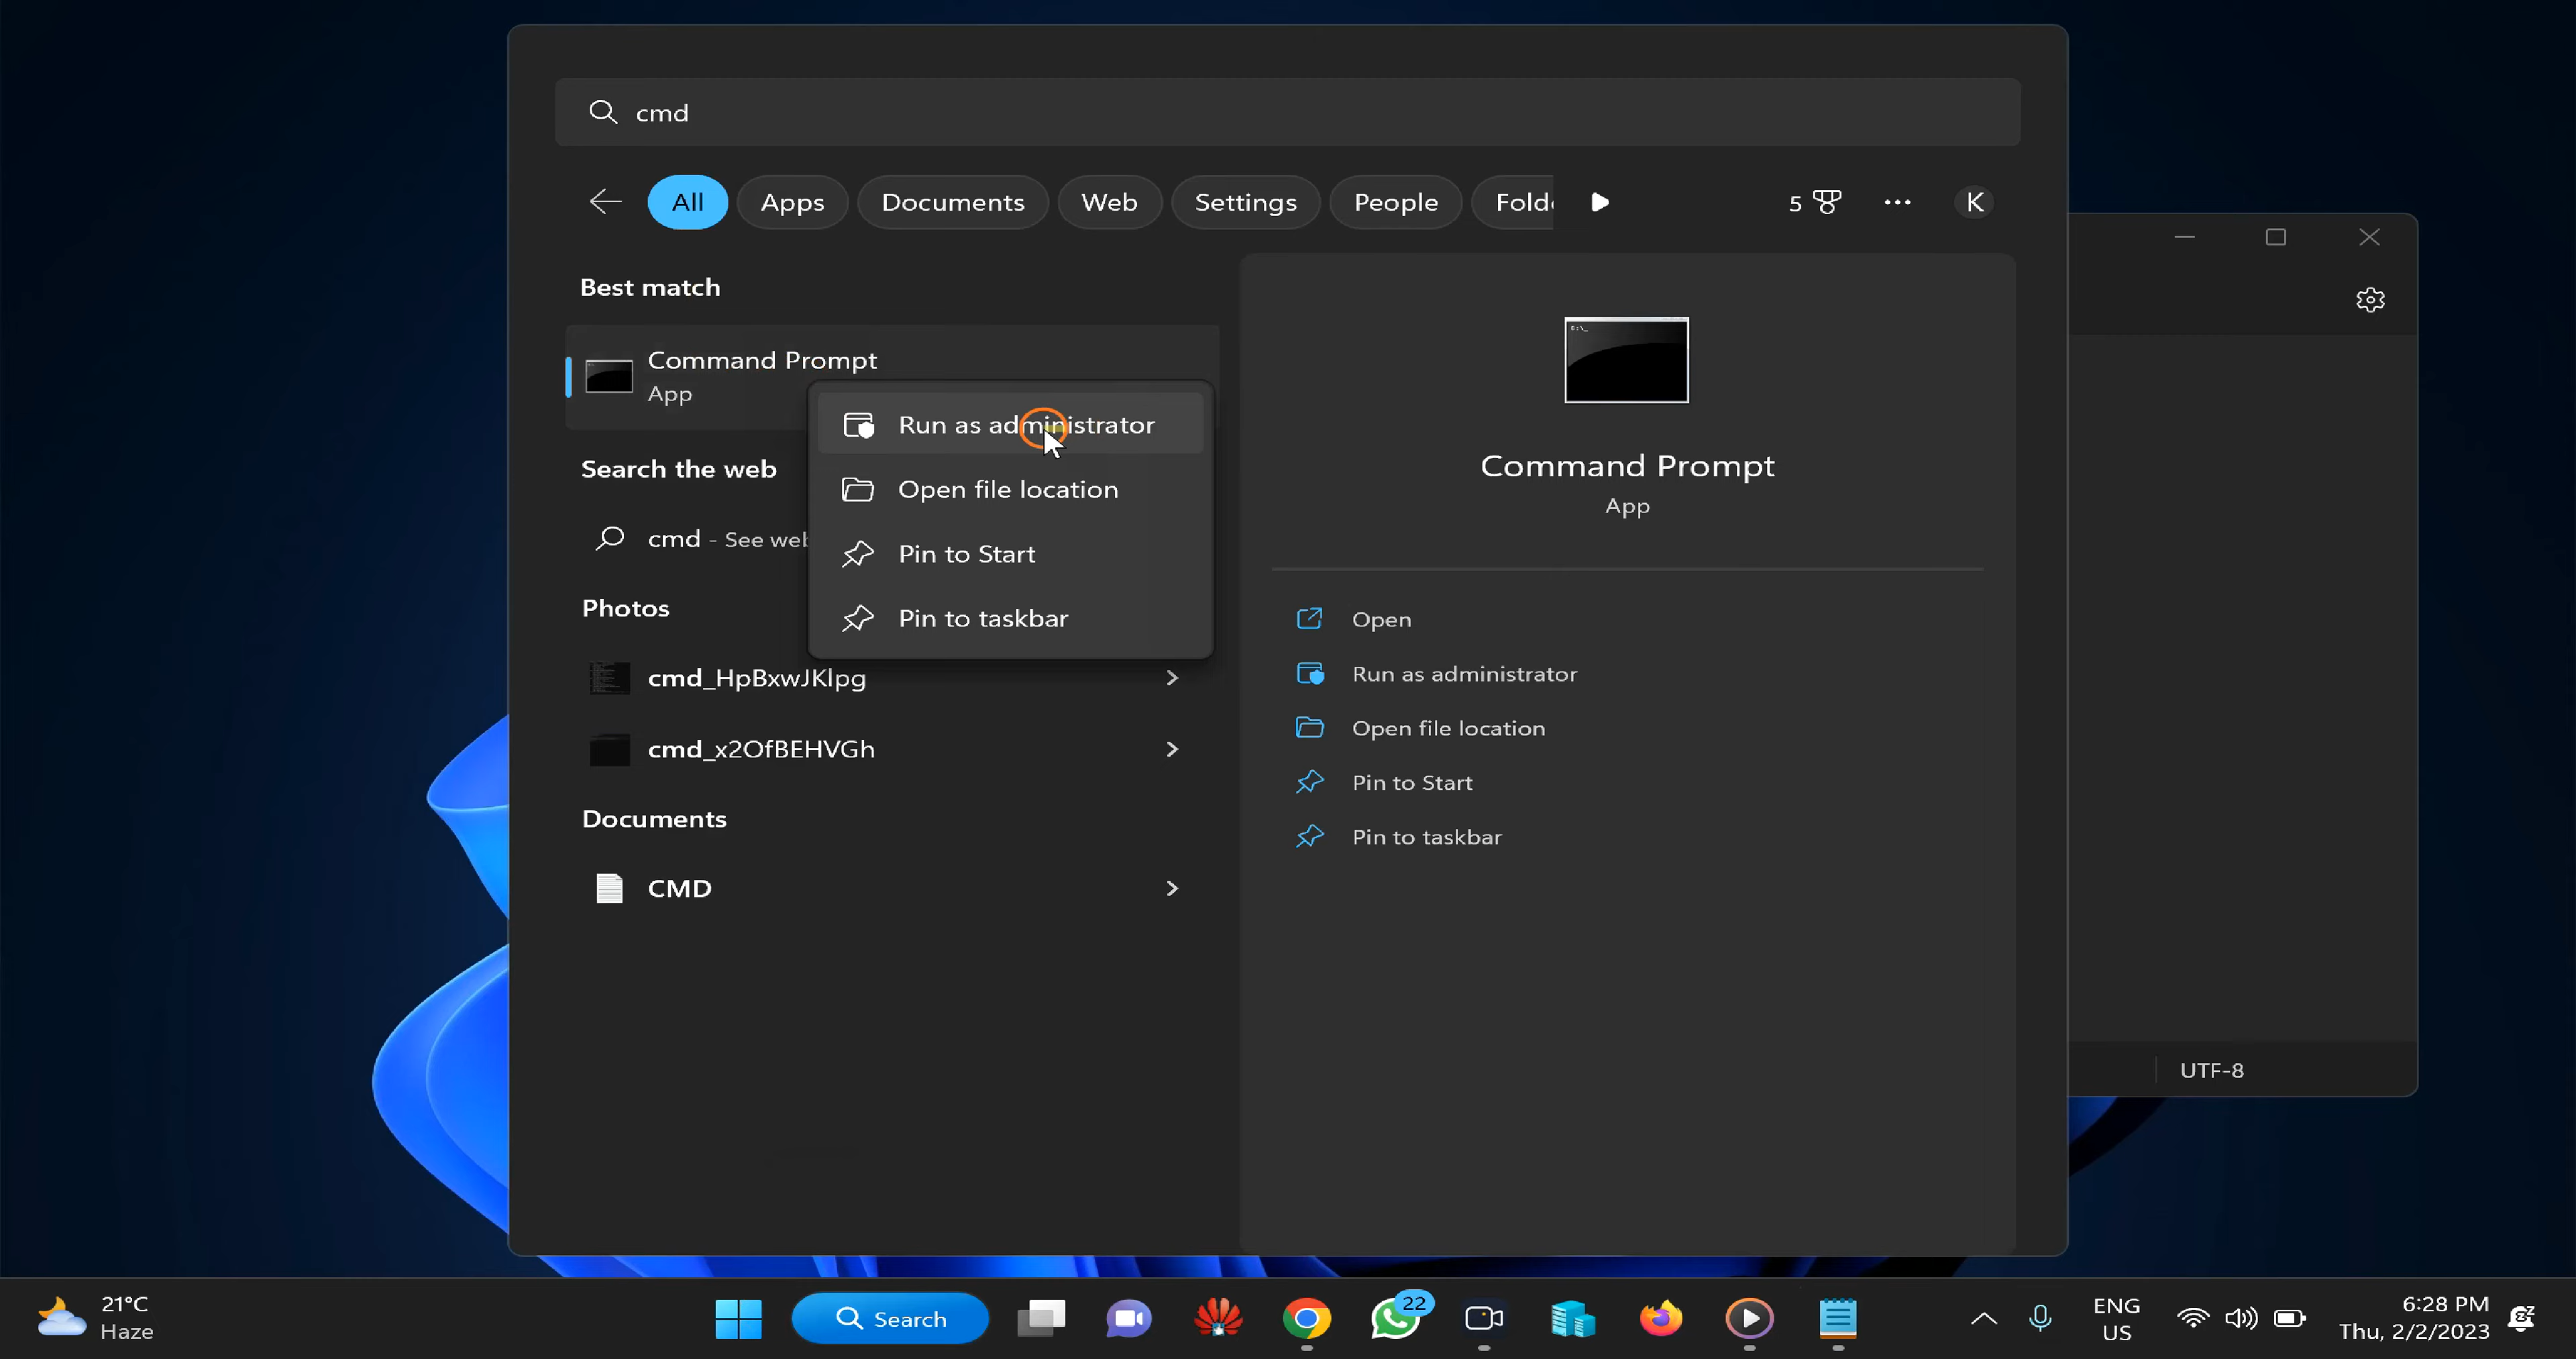 cmd
All
Apps
Documents
Web
Settings
People
Fold
5
K
Best match
Command Prompt
App
Run as administrator
Open file location
Pin to Start
Pin to taskbar
Search the web
cmd - See web
Photos
cmd_HpBxwJKlpg
cmd_x2OfBEHVGh
Documents
CMD
Command Prompt
App
Open
Run as administrator
Open file location
Pin to Start
Pin to taskbar
UTF-8
21°C
Haze
Search
22
ENG
US
6:28 PM
Thu, 2/2/2023